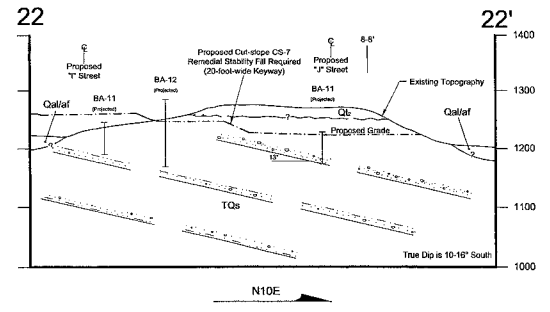 22
22'
1400
1300
1200
1100
1000
℄
Proposed
"I" Street
BA-11
(Projected)
BA-12
(Projected)
Proposed Cut-slope CS-7
Remedial Stability Fill Required
(20-foot-wide Keyway)
℄
Proposed
"J" Street
BA-11
(Projected)
Existing Topography
Qal/af
?
Qt₂
?
Proposed Grade
13°
Qal/af
?
TQs
True Dip is 10-16° South
N10E